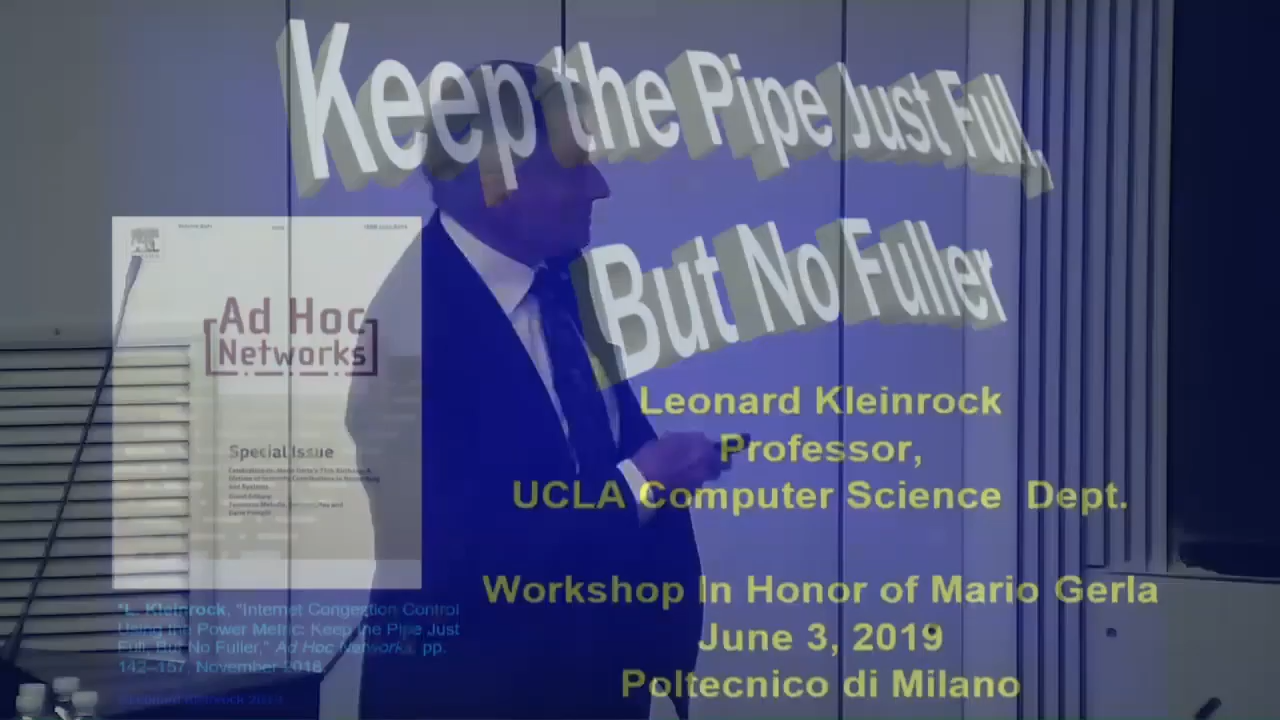 Keep the Pipe Just Full,
But No Fuller
Ad Hoc
Networks
Special Issue
Leonard Kleinrock
Professor,
UCLA Computer Science Dept.
Workshop In Honor of Mario Gerla
June 3, 2019
Poltecnico di Milano
"L. Kleinrock, "Internet Congestion Control
Using the Power Metric: Keep the Pipe Just
Full, But No Fuller," Ad Hoc Networks, pp.
142–157, November 2018.